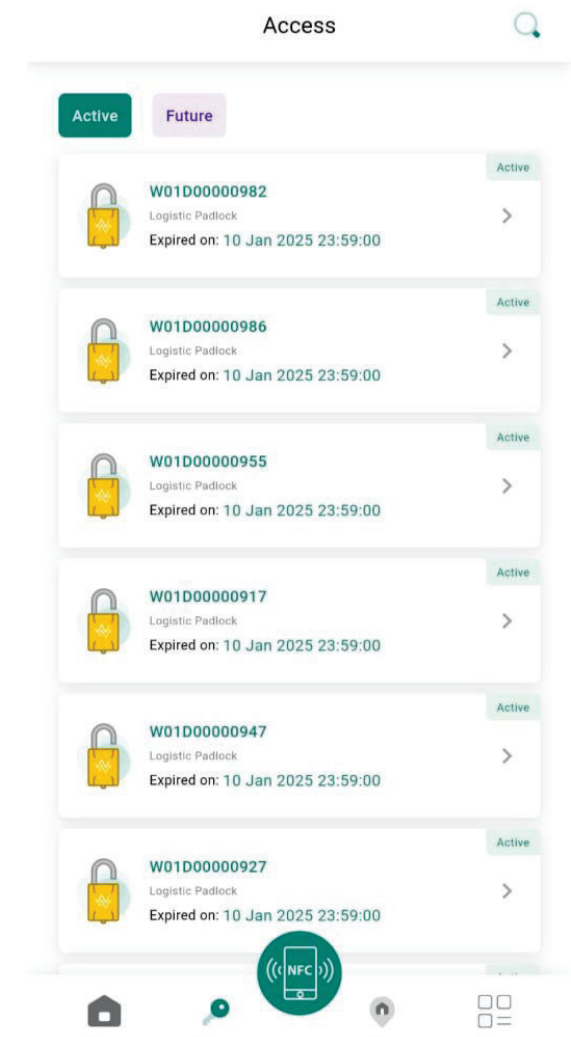 Access
Active
Future
Active
W01D00000982
Logistic Padlock
Expired on: 10 Jan 2025 23:59:00
Active
W01D00000986
Logistic Padlock
Expired on: 10 Jan 2025 23:59:00
Active
W01D00000955
Logistic Padlock
Expired on: 10 Jan 2025 23:59:00
Active
W01D00000917
Logistic Padlock
Expired on: 10 Jan 2025 23:59:00
Active
W01D00000947
Logistic Padlock
Expired on: 10 Jan 2025 23:59:00
Active
W01D00000927
Logistic Padlock
Expired on: 10 Jan 2025 23:59:00
NFC